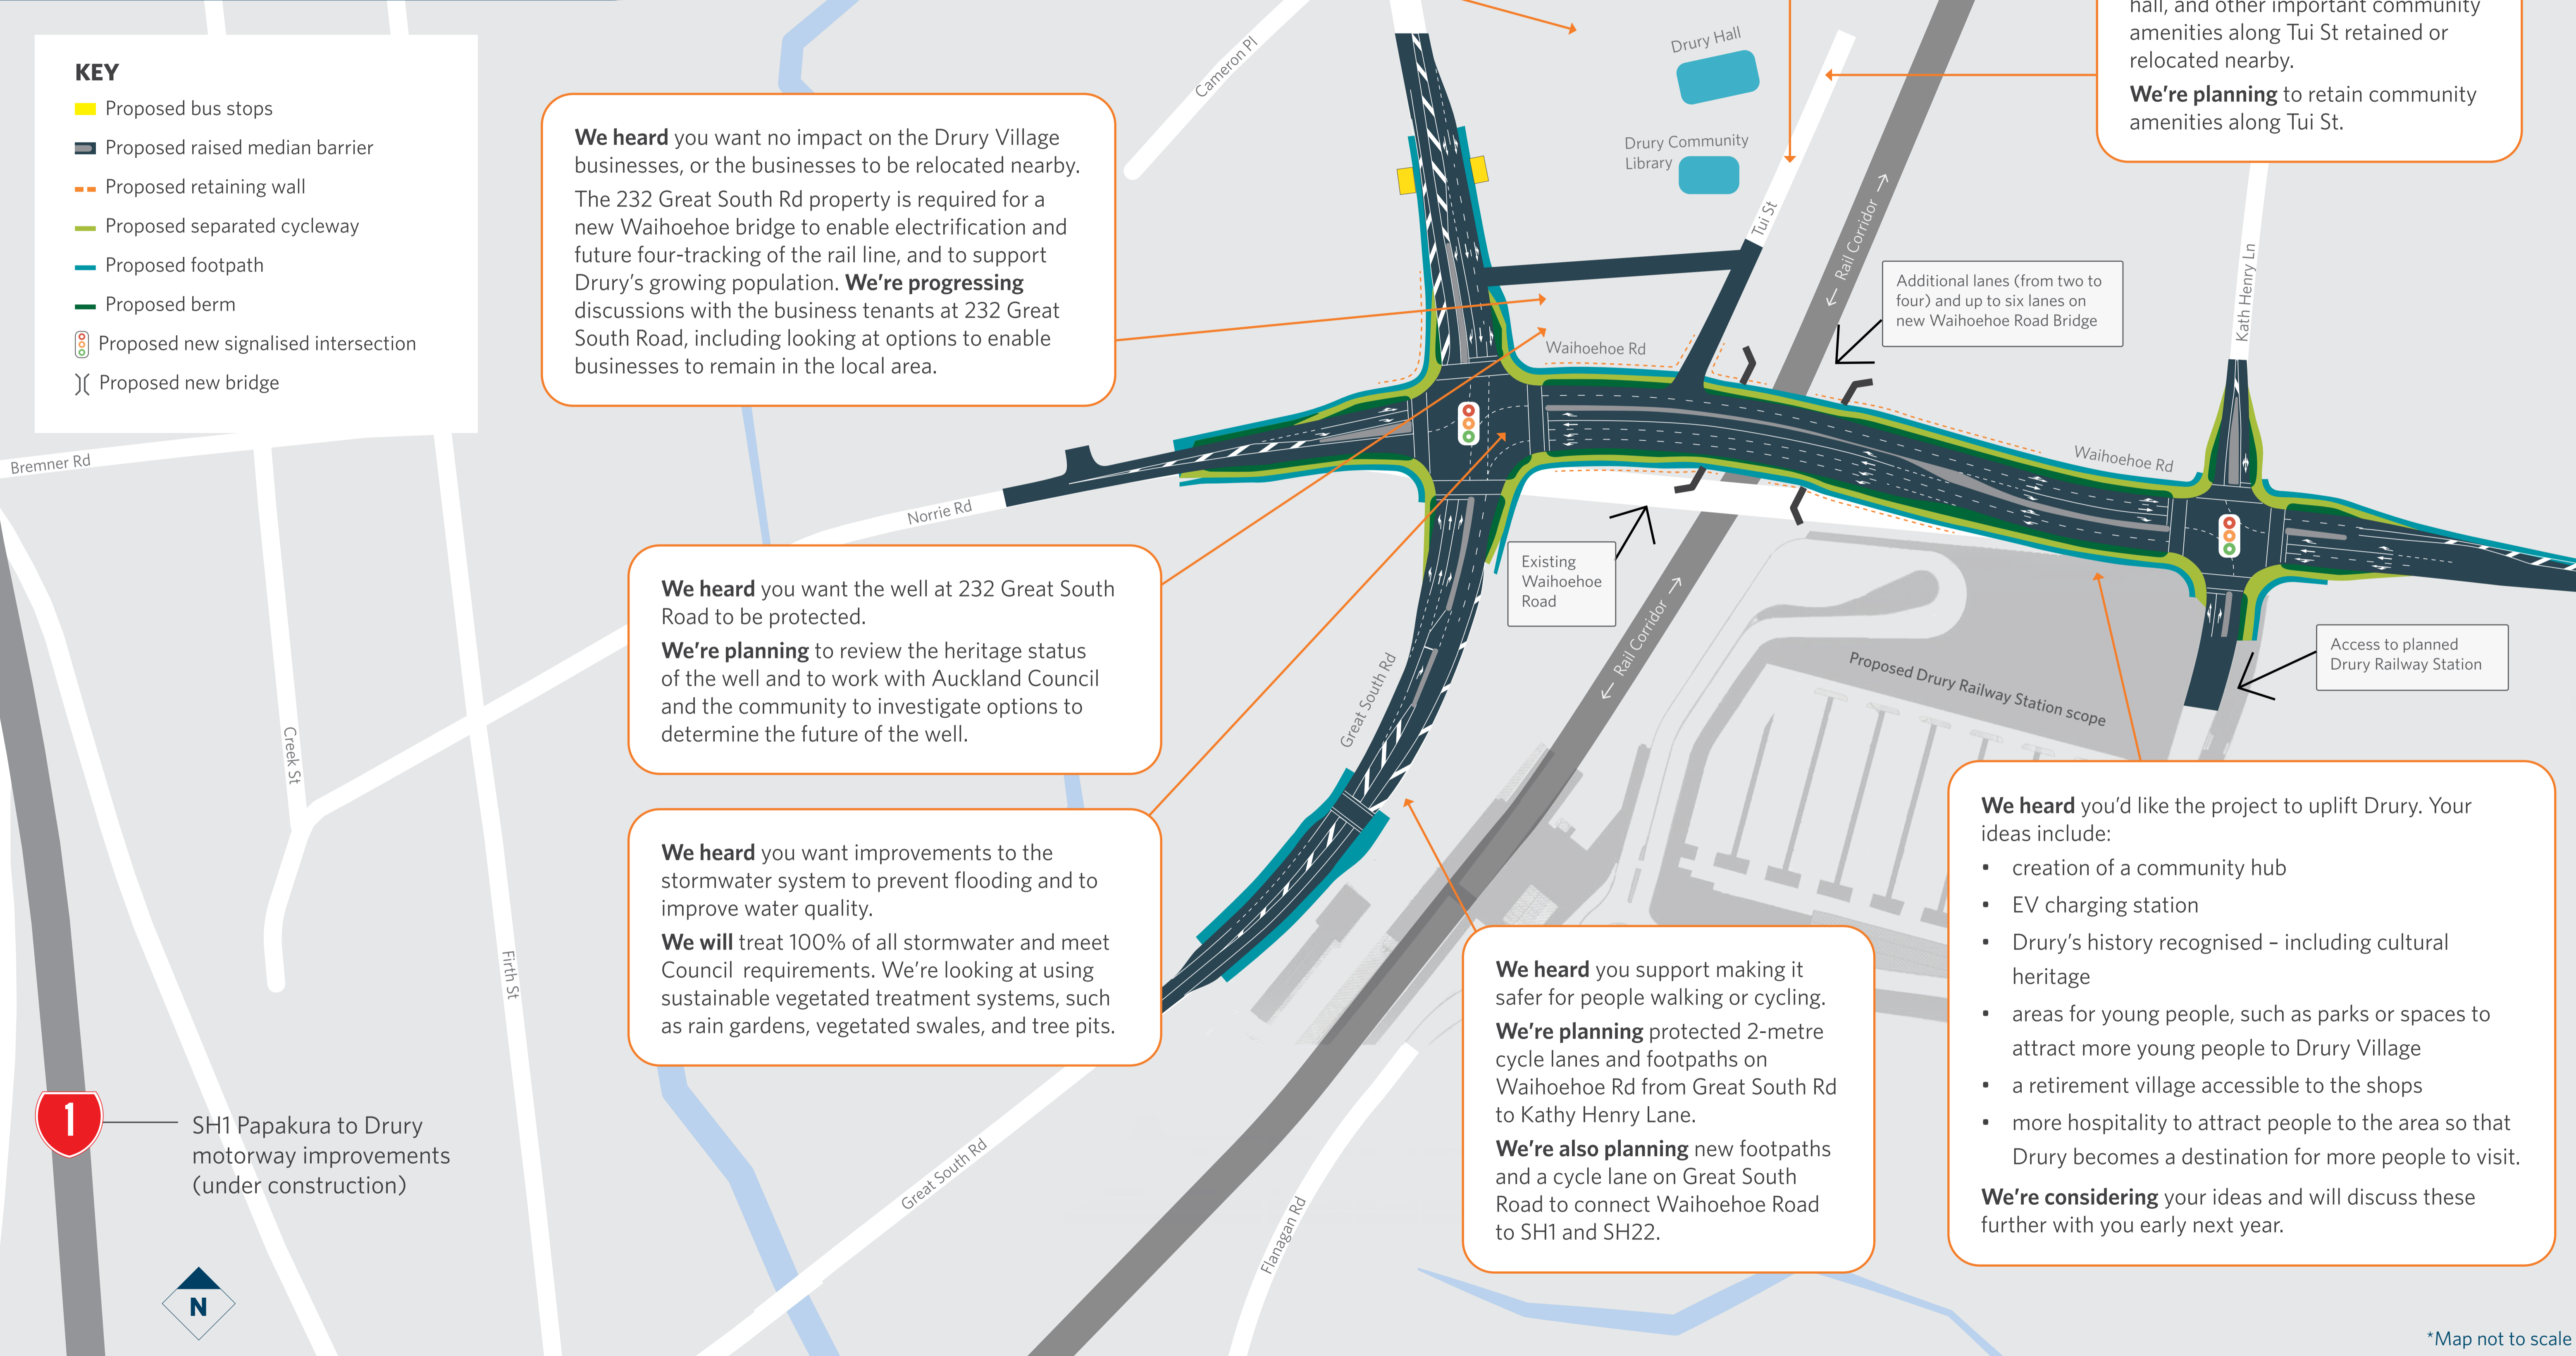 KEY
Proposed bus stops
Proposed raised median barrier
Proposed retaining wall
Proposed separated cycleway
Proposed footpath
Proposed berm
Proposed new signalised intersection
Proposed new bridge
We heard you want no impact on the Drury Village
businesses, or the businesses to be relocated nearby.
The 232 Great South Rd property is required for a
new Waihoehoe bridge to enable electrification and
future four-tracking of the rail line, and to support
Drury's growing population. We're progressing
discussions with the business tenants at 232 Great
South Road, including looking at options to enable
businesses to remain in the local area.
Cameron Pl
Drury Hall
Drury Community
Library
Tui St
← Rail Corridor →
hall, and other important community
amenities along Tui St retained or
relocated nearby.
We're planning to retain community
amenities along Tui St.
Additional lanes (from two to
four) and up to six lanes on
new Waihoehoe Road Bridge
Kath Henry Ln
Waihoehoe Rd
Waihoehoe Rd
Bremner Rd
Norrie Rd
We heard you want the well at 232 Great South
Road to be protected.
We're planning to review the heritage status
of the well and to work with Auckland Council
and the community to investigate options to
determine the future of the well.
Existing
Waihoehoe
Road
← Rail Corridor →
Great South Rd
Proposed Drury Railway Station scope
Access to planned
Drury Railway Station
Creek St
Firth St
We heard you want improvements to the
stormwater system to prevent flooding and to
improve water quality.
We will treat 100% of all stormwater and meet
Council requirements. We're looking at using
sustainable vegetated treatment systems, such
as rain gardens, vegetated swales, and tree pits.
We heard you support making it
safer for people walking or cycling.
We're planning protected 2-metre
cycle lanes and footpaths on
Waihoehoe Rd from Great South Rd
to Kathy Henry Lane.
We're also planning new footpaths
and a cycle lane on Great South
Road to connect Waihoehoe Road
to SH1 and SH22.
We heard you'd like the project to uplift Drury. Your
ideas include:
• creation of a community hub
• EV charging station
• Drury's history recognised – including cultural
heritage
• areas for young people, such as parks or spaces to
attract more young people to Drury Village
• a retirement village accessible to the shops
• more hospitality to attract people to the area so that
Drury becomes a destination for more people to visit.
We're considering your ideas and will discuss these
further with you early next year.
1
SH1 Papakura to Drury
motorway improvements
(under construction)
Great South Rd
Flanagan Rd
N
*Map not to scale